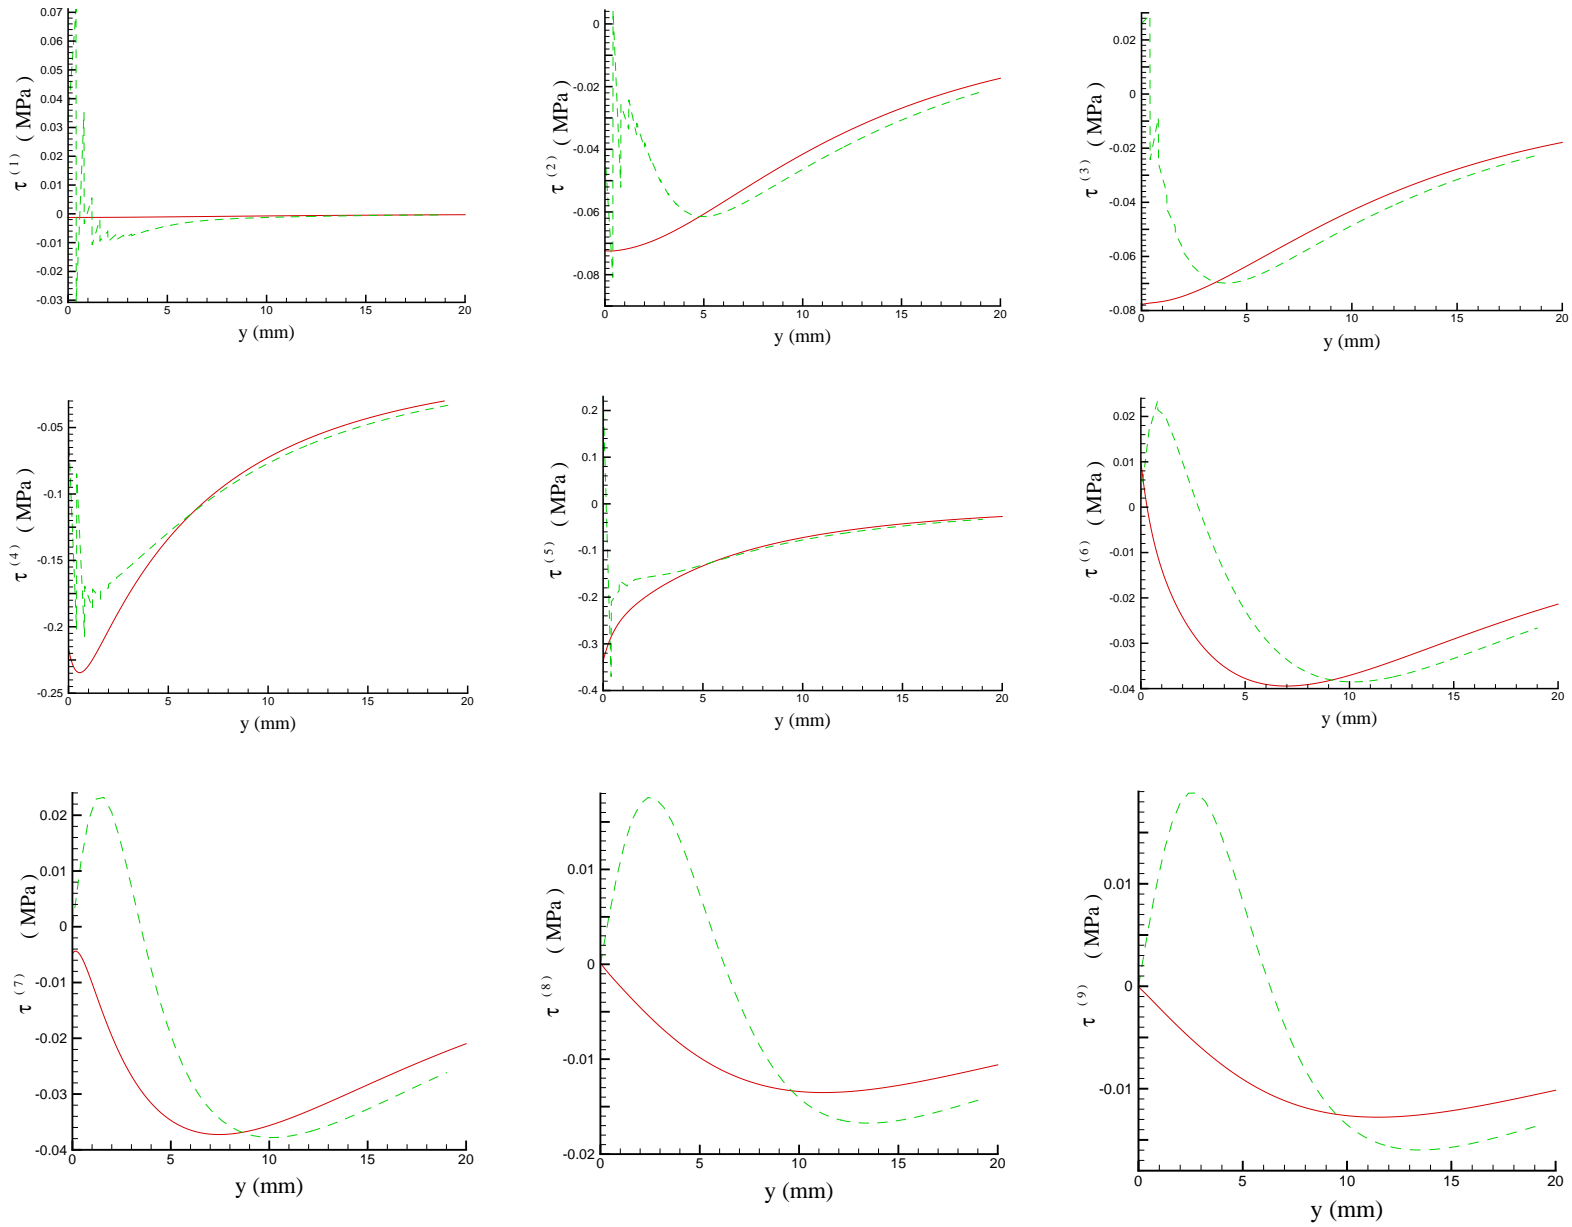 0.07
0.06
0.05
0.04
0.03
0.02
0.01
0
-0.01
-0.02
-0.03
0 5 10 15 20
y (mm)
τ (1) ( MPa )
0
-0.02
-0.04
-0.06
-0.08
0 5 10 15 20
y (mm)
τ (2) ( MPa )
0.02
0
-0.02
-0.04
-0.06
-0.08
0 5 10 15 20
y (mm)
τ (3) ( MPa )
-0.05
-0.1
-0.15
-0.2
-0.25
0 5 10 15 20
y (mm)
τ (4) ( MPa )
0.2
0.1
0
-0.1
-0.2
-0.3
-0.4
0 5 10 15 20
y (mm)
τ (5) ( MPa )
0.02
0.01
0
-0.01
-0.02
-0.03
-0.04
0 5 10 15 20
y (mm)
τ (6) ( MPa )
0.02
0.01
0
-0.01
-0.02
-0.03
-0.04
0 5 10 15 20
y (mm)
τ (7) ( MPa )
0.01
0
-0.01
-0.02
0 5 10 15 20
y (mm)
τ (8) ( MPa )
0.01
0
-0.01
0 5 10 15 20
y (mm)
τ (9) ( MPa )